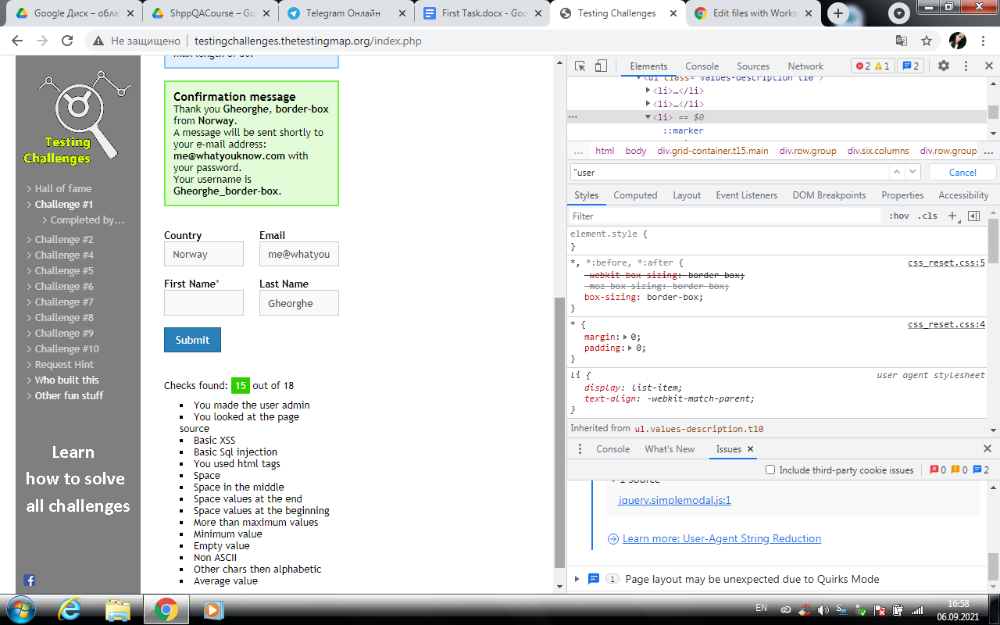 Google Диск – обла
ShppQACourse – Go
Telegram Онлайн
First Task.docx - Goo
Testing Challenges
Edit files with Works
Не защищено
testingchallenges.thetestingmap.org/index.php
max length of 30.
Testing
Challenges
Hall of fame
Challenge #1
Completed by...
Challenge #2
Challenge #4
Challenge #5
Challenge #6
Challenge #7
Challenge #8
Challenge #9
Challenge #10
Request Hint
Who built this
Other fun stuff
Learn
how to solve
all challenges
Confirmation message
Thank you Gheorghe, border-box
from Norway.
A message will be sent shortly to
your e-mail address:
me@whatyouknow.com with
your password.
Your username is
Gheorghe_border-box.
Country
Email
Norway
me@whatyou
First Name*
Last Name
Gheorghe
Submit
Checks found: 15 out of 18
You made the user admin
You looked at the page
source
Basic XSS
Basic Sql injection
You used html tags
Space
Space in the middle
Space values at the end
Space values at the beginning
More than maximum values
Minimum value
Empty value
Non ASCII
Other chars then alphabetic
Average value
Elements
Console
Sources
Network
2
1
2
<ul class="values-description t10">
<li>…</li>
<li>…</li>
... <li> == $0
::marker
... html body div.grid-container.t15.main div.row.group div.six.columns div.row.group ...
"user
Cancel
Styles
Computed
Layout
Event Listeners
DOM Breakpoints
Properties
Accessibility
Filter
:hov .cls
element.style {
}
*, *:before, *:after {
css_reset.css:5
-webkit-box-sizing: border-box;
-moz-box-sizing: border-box;
box-sizing: border-box;
}
* {
css_reset.css:4
margin: 0;
padding: 0;
}
li {
user agent stylesheet
display: list-item;
text-align: -webkit-match-parent;
}
Inherited from ul.values-description.t10
Console
What's New
Issues
Include third-party cookie issues
0
0
2
1 source
jquery.simplemodal.js:1
Learn more: User-Agent String Reduction
1 Page layout may be unexpected due to Quirks Mode
EN
16:58
06.09.2021